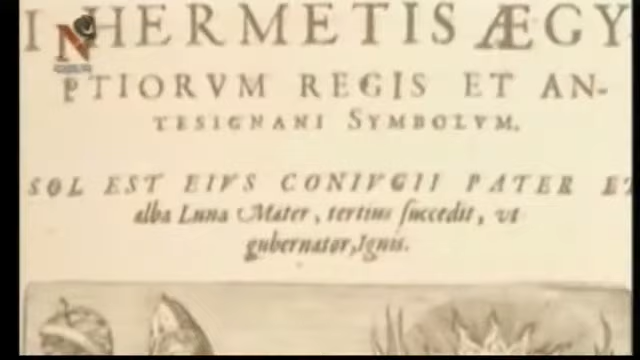 I HERMETIS ÆGY
PTIORVM REGIS ET AN-
TESIGNANI SYMBOLVM.
SOL EST EIVS CONIVGII PATER ET
alba Luna Mater, tertius ſuccedit, vt
gubernator, Ignis.